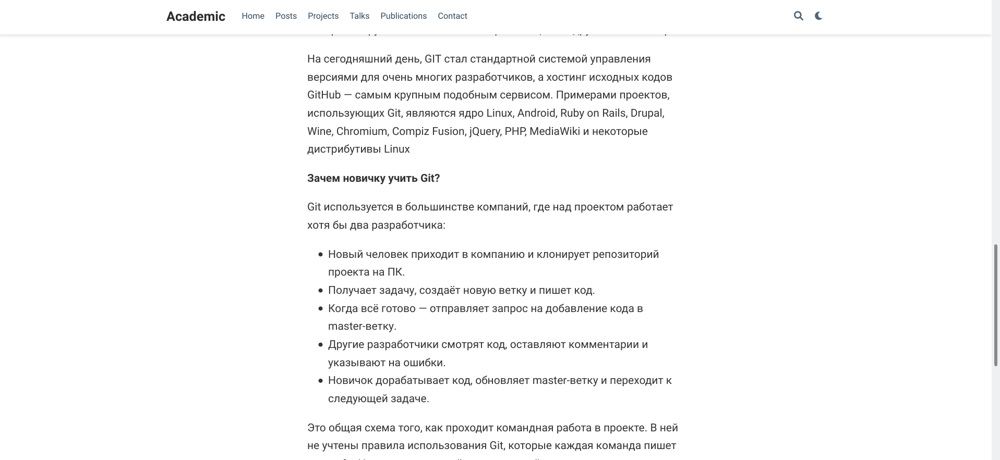 Academic Home Posts Projects Talks Publications Contact
На сегодняшний день, GIT стал стандартной системой управления
версиями для очень многих разработчиков, а хостинг исходных кодов
GitHub — самым крупным подобным сервисом. Примерами проектов,
использующих Git, являются ядро Linux, Android, Ruby on Rails, Drupal,
Wine, Chromium, Compiz Fusion, jQuery, PHP, MediaWiki и некоторые
дистрибутивы Linux
Зачем новичку учить Git?
Git используется в большинстве компаний, где над проектом работает
хотя бы два разработчика:
• Новый человек приходит в компанию и клонирует репозиторий
проекта на ПК.
• Получает задачу, создаёт новую ветку и пишет код.
• Когда всё готово — отправляет запрос на добавление кода в
master-ветку.
• Другие разработчики смотрят код, оставляют комментарии и
указывают на ошибки.
• Новичок дорабатывает код, обновляет master-ветку и переходит к
следующей задаче.
Это общая схема того, как проходит командная работа в проекте. В ней
не учтены правила использования Git, которые каждая команда пишет